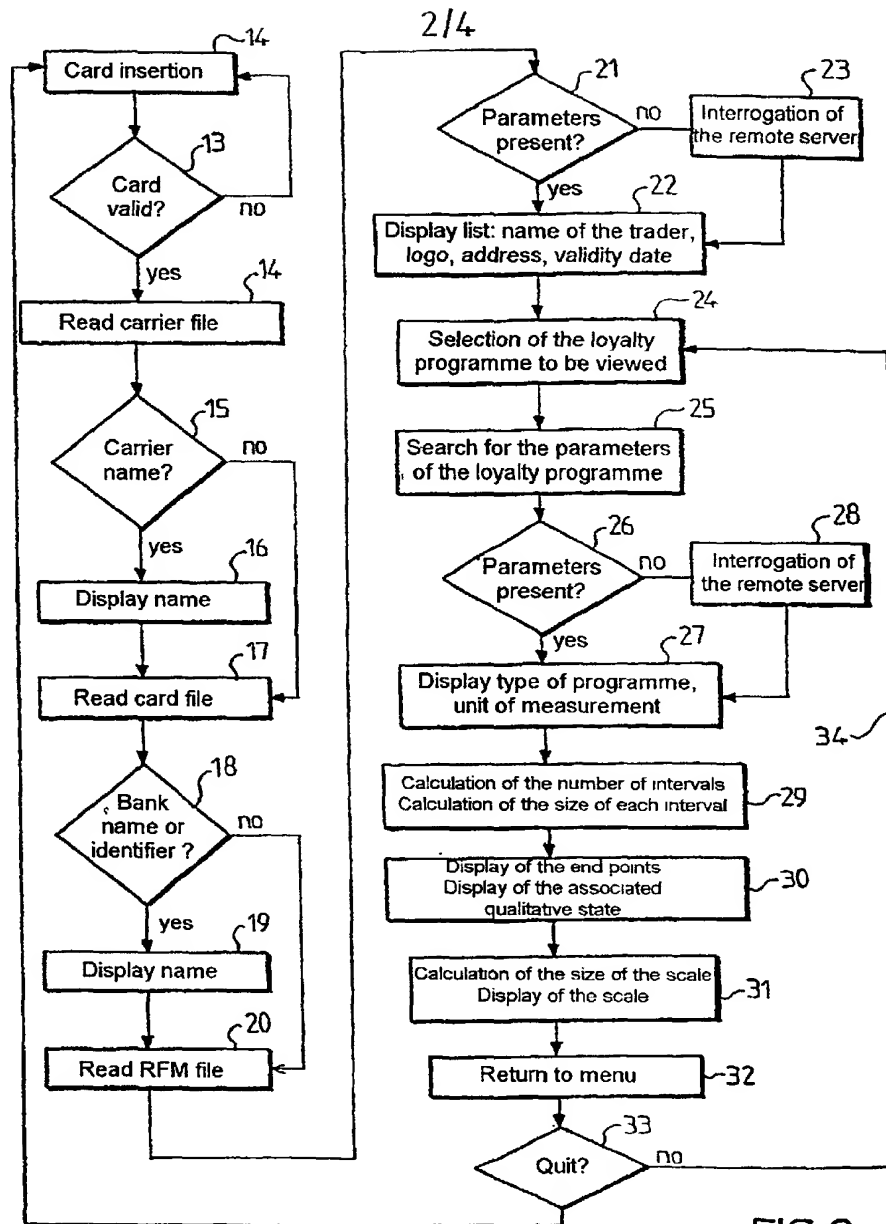 2/4
14
Card insertion
13
Card
valid?
no
yes
14
Read carrier file
15
Carrier
name?
no
yes
16
Display name
17
Read card file
18
Bank
name or
identifier ?
no
yes
19
Display name
20
Read RFM file
21
Parameters
present?
no
23
Interrogation of
the remote server
yes
22
Display list: name of the trader,
logo, address, validity date
24
Selection of the loyalty
programme to be viewed
25
Search for the parameters
of the loyalty programme
26
Parameters
present?
no
28
Interrogation of
the remote server
yes
27
Display type of programme,
unit of measurement
34
Calculation of the number of intervals
Calculation of the size of each interval
29
Display of the end points
Display of the associated
qualitative state
30
Calculation of the size of the scale
Display of the scale
31
Return to menu
32
33
Quit?
no